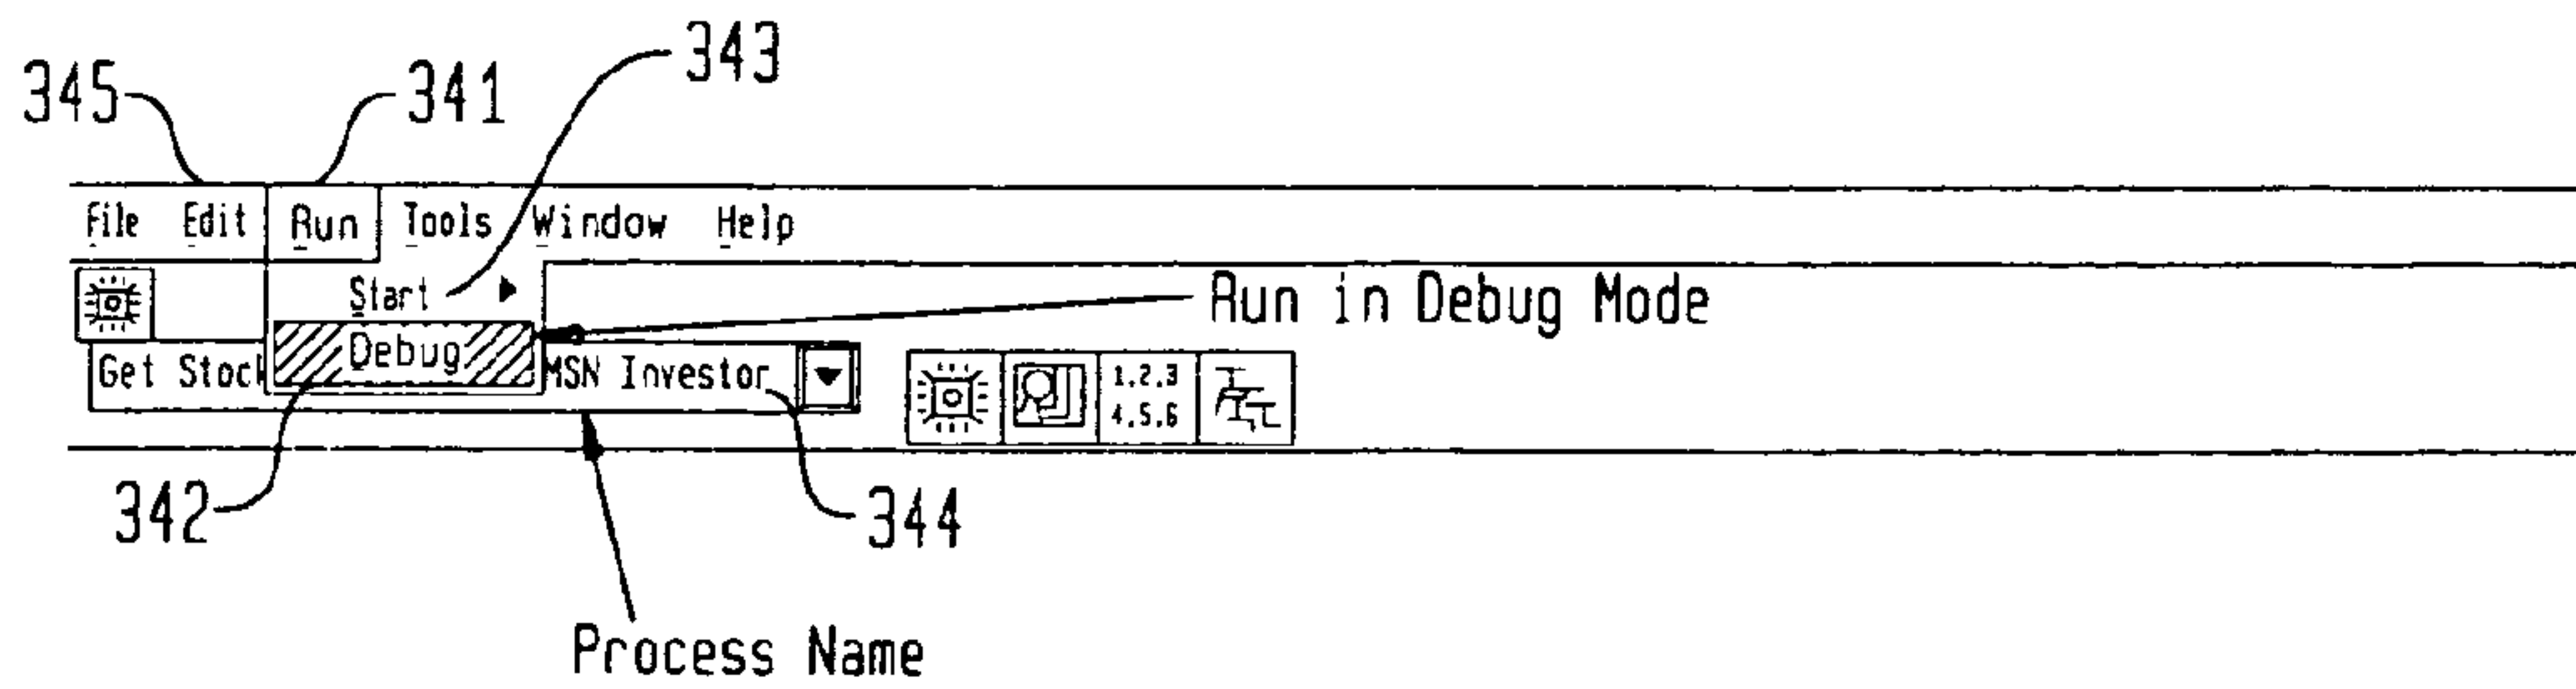 343
345
341
File Edit Run Tools Window Help
Start
Run in Debug Mode
Debug
Get Stoc MSN Investor
1.2.3
4.5.6
342
344
Process Name